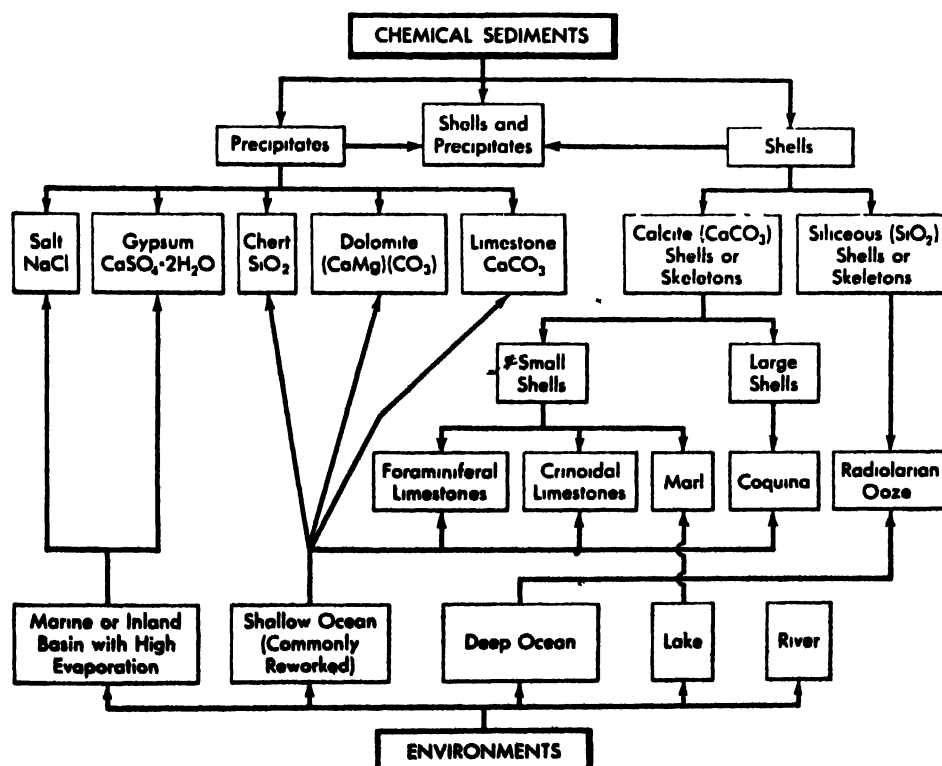 CHEMICAL SEDIMENTS
Precipitates
Shells and
Precipitates
Shells
Salt
NaCl
Gypsum
CaSO₄·2H₂O
Chert
SiO₂
Dolomite
(CaMg)(CO₃)
Limestone
CaCO₃
Calcite (CaCO₃)
Shells or
Skeletons
Siliceous (SiO₂)
Shells or
Skeletons
Small
Shells
Large
Shells
Foraminiferal
Limestones
Crinoidal
Limestones
Marl
Coquina
Radiolarian
Ooze
Marine or Inland
Basin with High
Evaporation
Shallow Ocean
(Commonly
Reworked)
Deep Ocean
Lake
River
ENVIRONMENTS